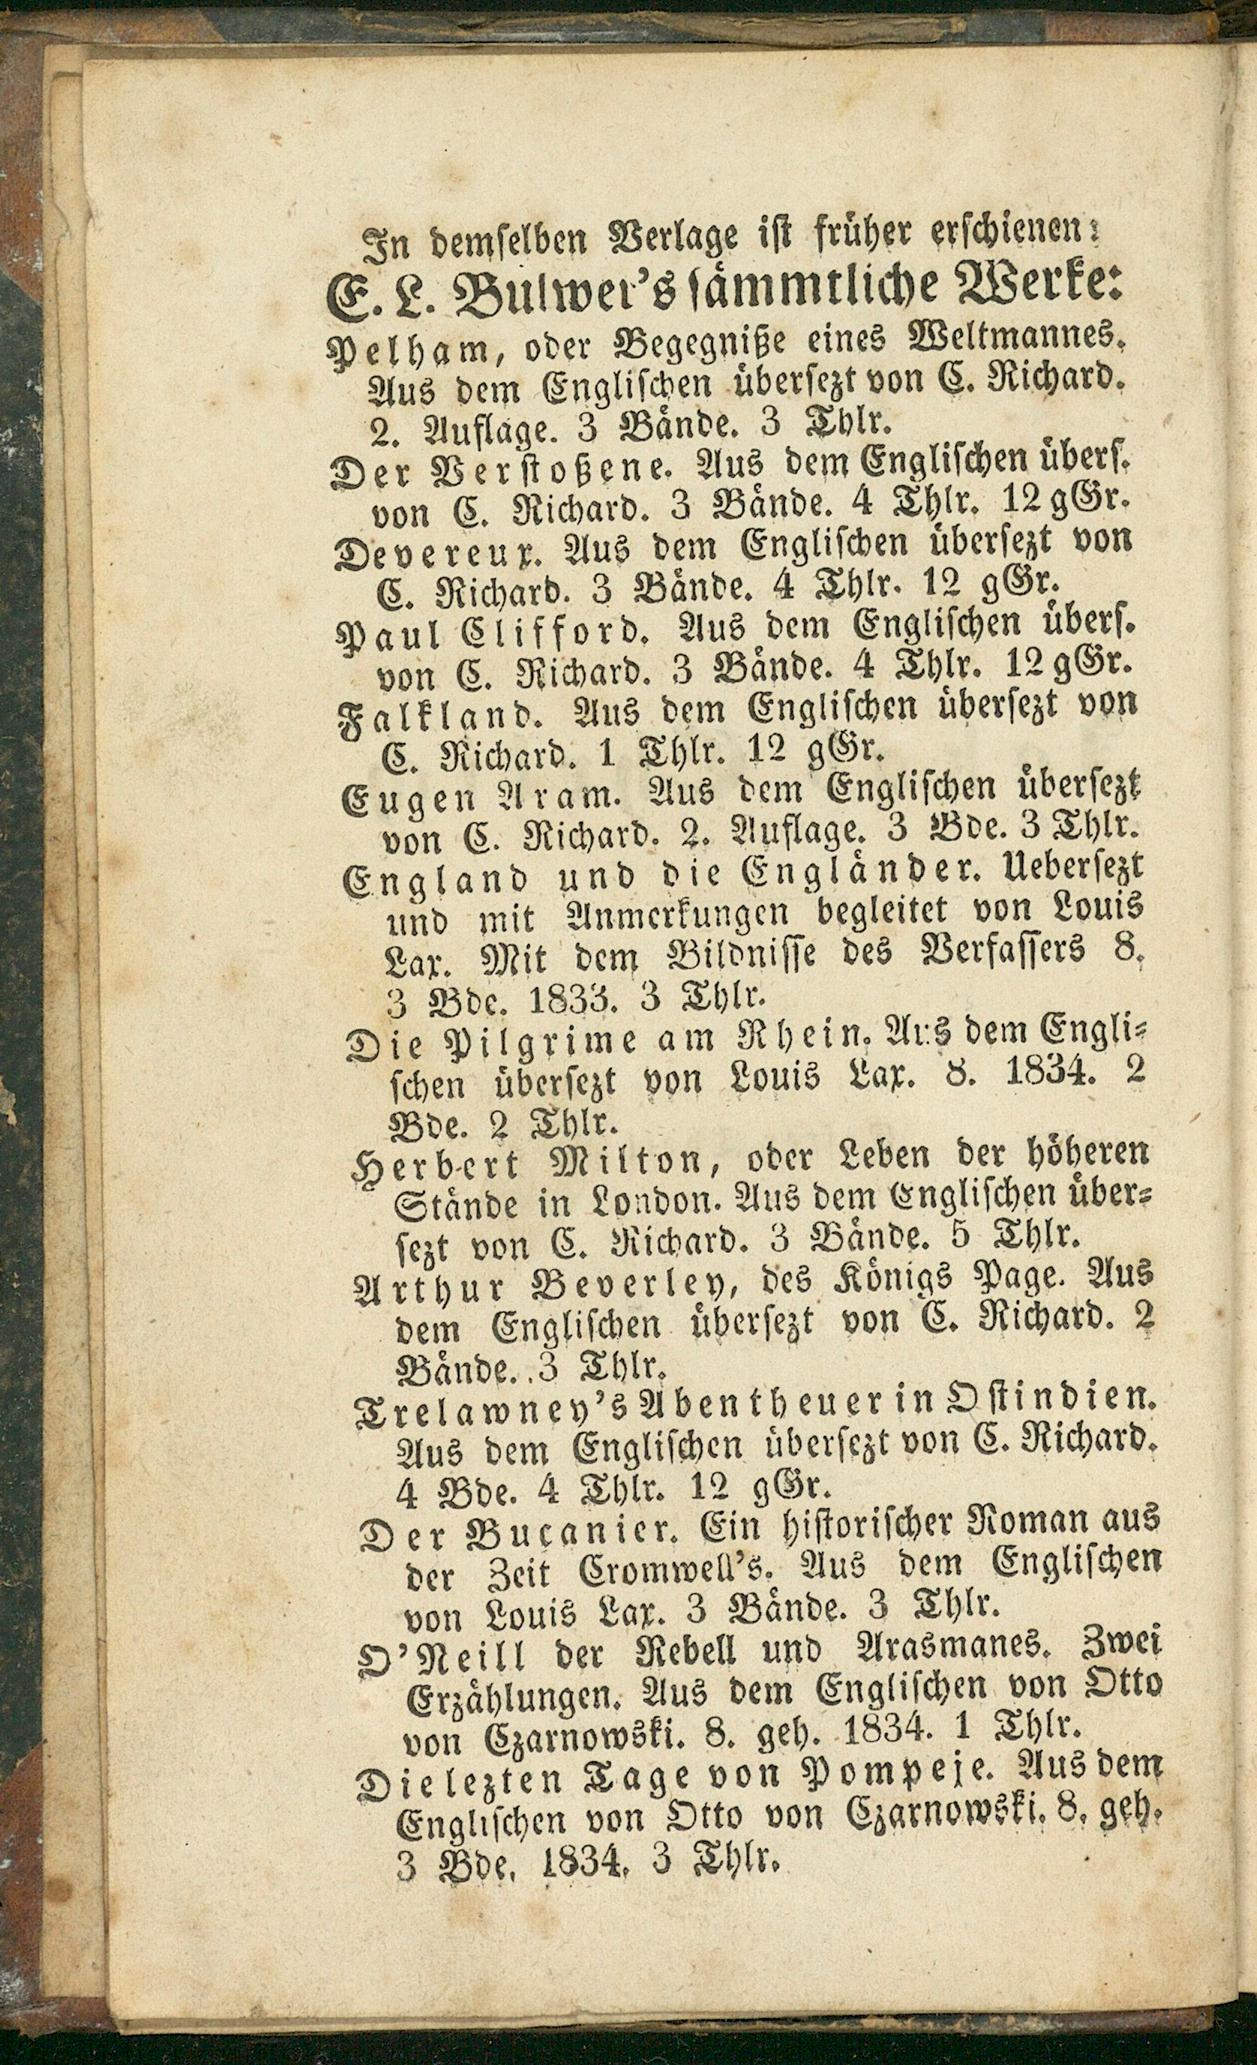 In demselben Verlage ist früher erschienen:
E. L. Bulwer's sämmtliche Werke:
Pelham, oder Begegniße eines Weltmannes.
Aus dem Englischen übersezt von C. Richard.
2. Auflage. 3 Bände. 3 Thlr.
Der Verstoßene. Aus dem Englischen übers.
von C. Richard. 3 Bände. 4 Thlr. 12 gGr.
Devereux. Aus dem Englischen übersezt von
C. Richard. 3 Bände. 4 Thlr. 12 gGr.
Paul Clifford. Aus dem Englischen übers.
von C. Richard. 3 Bände. 4 Thlr. 12 gGr.
Falkland. Aus dem Englischen übersezt von
C. Richard. 1 Thlr. 12 gGr.
Eugen Aram. Aus dem Englischen übersezt
von C. Richard. 2. Auflage. 3 Bde. 3 Thlr.
England und die Engländer. Uebersezt
und mit Anmerkungen begleitet von Louis
Lax. Mit dem Bildnisse des Verfassers 8.
3 Bde. 1833. 3 Thlr.
Die Pilgrime am Rhein. Aus dem Engli-
schen übersezt von Louis Lax. 8. 1834. 2
Bde. 2 Thlr.
Herbert Milton, oder Leben der höheren
Stände in London. Aus dem Englischen über-
sezt von C. Richard. 3 Bände. 5 Thlr.
Arthur Beverley, des Königs Page. Aus
dem Englischen übersezt von C. Richard. 2
Bände. 3 Thlr.
Trelawney's Abentheuer in Ostindien.
Aus dem Englischen übersezt von C. Richard.
4 Bde. 4 Thlr. 12 gGr.
Der Bucanier. Ein historischer Roman aus
der Zeit Cromwell's. Aus dem Englischen
von Louis Lax. 3 Bände. 3 Thlr.
O'Neill der Rebell und Arasmanes. Zwei
Erzählungen. Aus dem Englischen von Otto
von Czarnowski. 8. geh. 1834. 1 Thlr.
Die lezten Tage von Pompeje. Aus dem
Englischen von Otto von Czarnowski. 8. geh.
3 Bde. 1834. 3 Thlr.